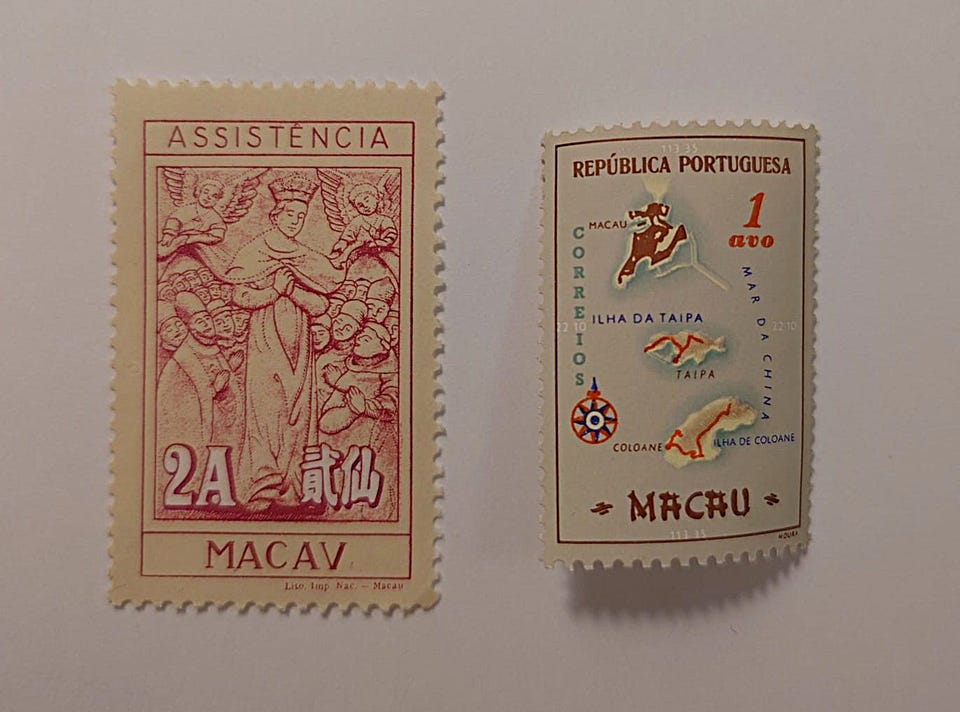 ASSISTÊNCIA
2A 貳仙
MACAV
Lito. Imp. Nac. — Macau
113 35
REPÚBLICA PORTUGUESA
1
avo
MACAU
CORREIOS
MAR DA CHINA
ILHA DA TAIPA
22 10
22 10
TAIPA
COLOANE
ILHA DE COLOANE
MACAU
113 35
MOURA